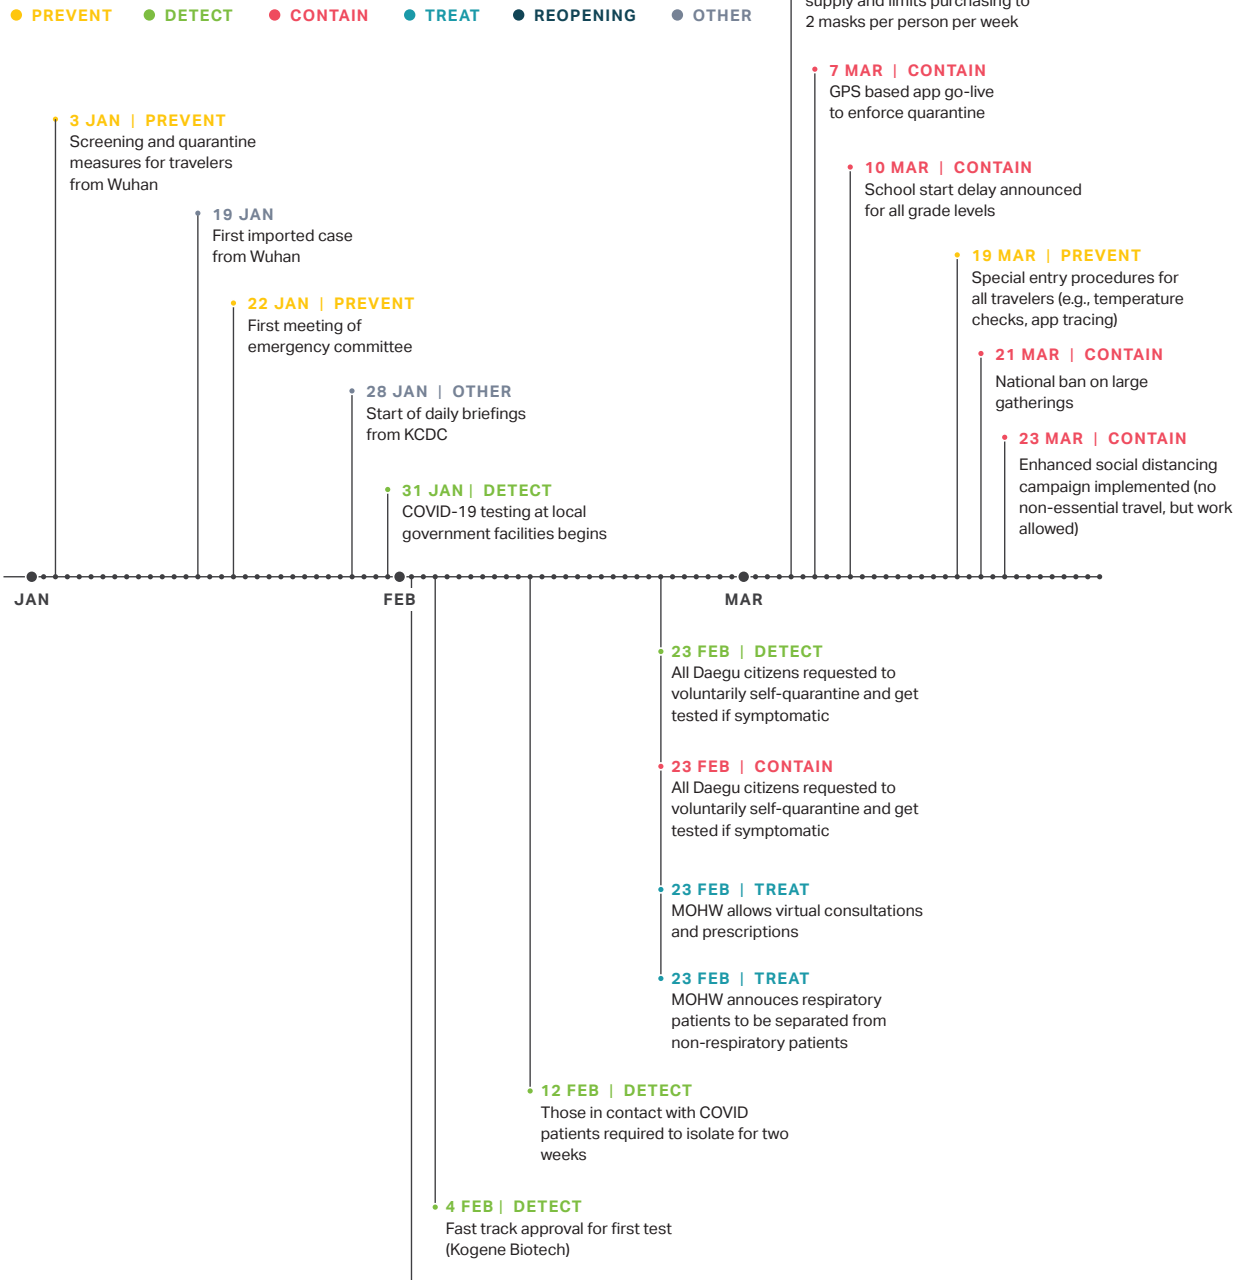 PREVENT
DETECT
CONTAIN
TREAT
REOPENING
OTHER
supply and limits purchasing to
2 masks per person per week
7 MAR | CONTAIN
GPS based app go-live
to enforce quarantine
3 JAN | PREVENT
Screening and quarantine
measures for travelers
from Wuhan
10 MAR | CONTAIN
School start delay announced
for all grade levels
19 JAN
First imported case
from Wuhan
19 MAR | PREVENT
Special entry procedures for
all travelers (e.g., temperature
checks, app tracing)
22 JAN | PREVENT
First meeting of
emergency committee
21 MAR | CONTAIN
National ban on large
gatherings
28 JAN | OTHER
Start of daily briefings
from KCDC
23 MAR | CONTAIN
Enhanced social distancing
campaign implemented (no
non-essential travel, but work
allowed)
31 JAN | DETECT
COVID-19 testing at local
government facilities begins
JAN
FEB
MAR
23 FEB | DETECT
All Daegu citizens requested to
voluntarily self-quarantine and get
tested if symptomatic
23 FEB | CONTAIN
All Daegu citizens requested to
voluntarily self-quarantine and get
tested if symptomatic
23 FEB | TREAT
MOHW allows virtual consultations
and prescriptions
23 FEB | TREAT
MOHW annouces respiratory
patients to be separated from
non-respiratory patients
12 FEB | DETECT
Those in contact with COVID
patients required to isolate for two
weeks
4 FEB | DETECT
Fast track approval for first test
(Kogene Biotech)